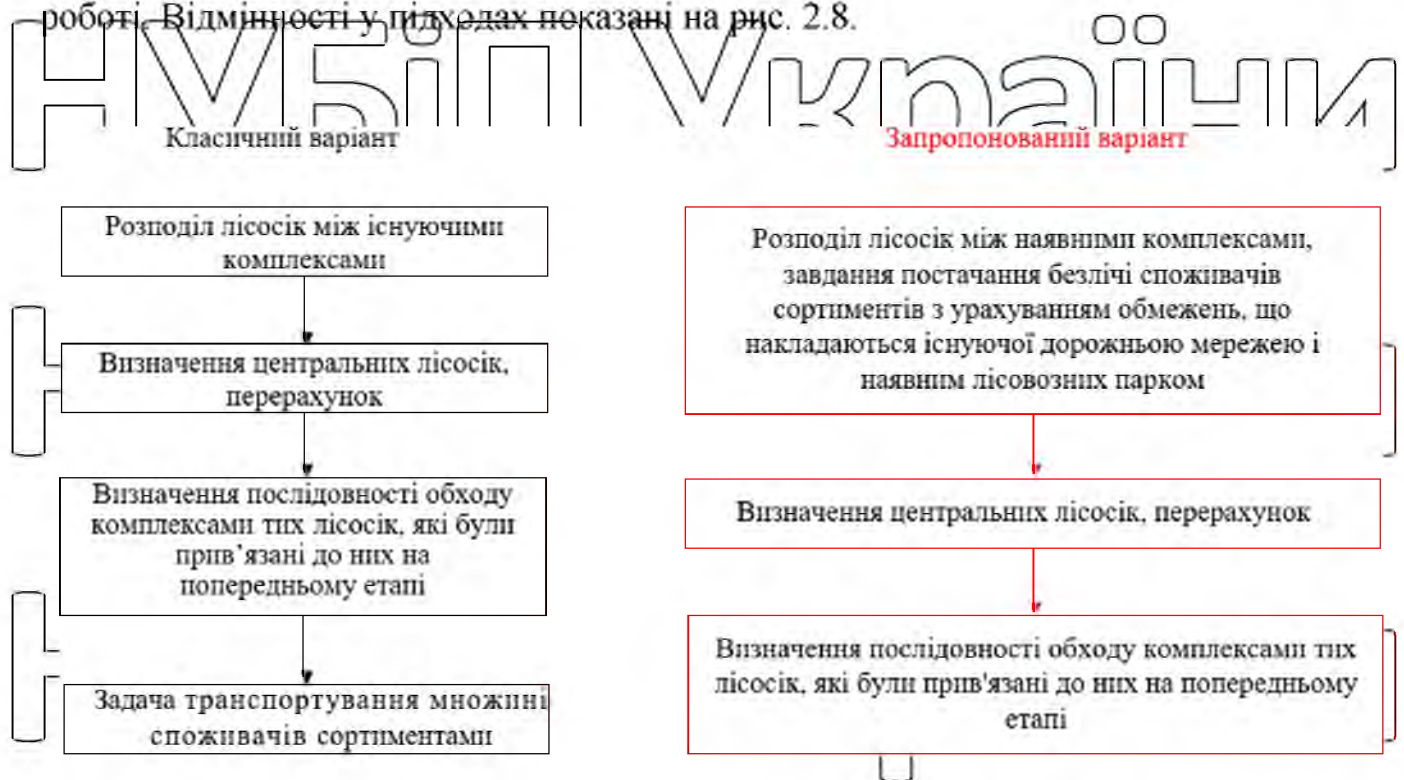 роботі. Відмінності у підходах показані на рис. 2.8.
НУБіП України
Класичний варіант
Розподіл лісосік між існуючими
комплексами
Визначення центральних лісосік,
перерахунок
Визначення послідовності обходу
комплексами тих лісосік, які були
прив’язані до них на
попередньому етапі
Задача транспортування множині
споживачів сортиментами
Запропонований варіант
Розподіл лісосік між наявними комплексами,
завдання постачання безлічі споживачів
сортиментів з урахуванням обмежень, що
накладаються існуючої дорожньою мережею і
наявним лісовозних парком
Визначення центральних лісосік, перерахунок
Визначення послідовності обходу комплексами тих
лісосік, які були прив'язані до них на попередньому
етапі